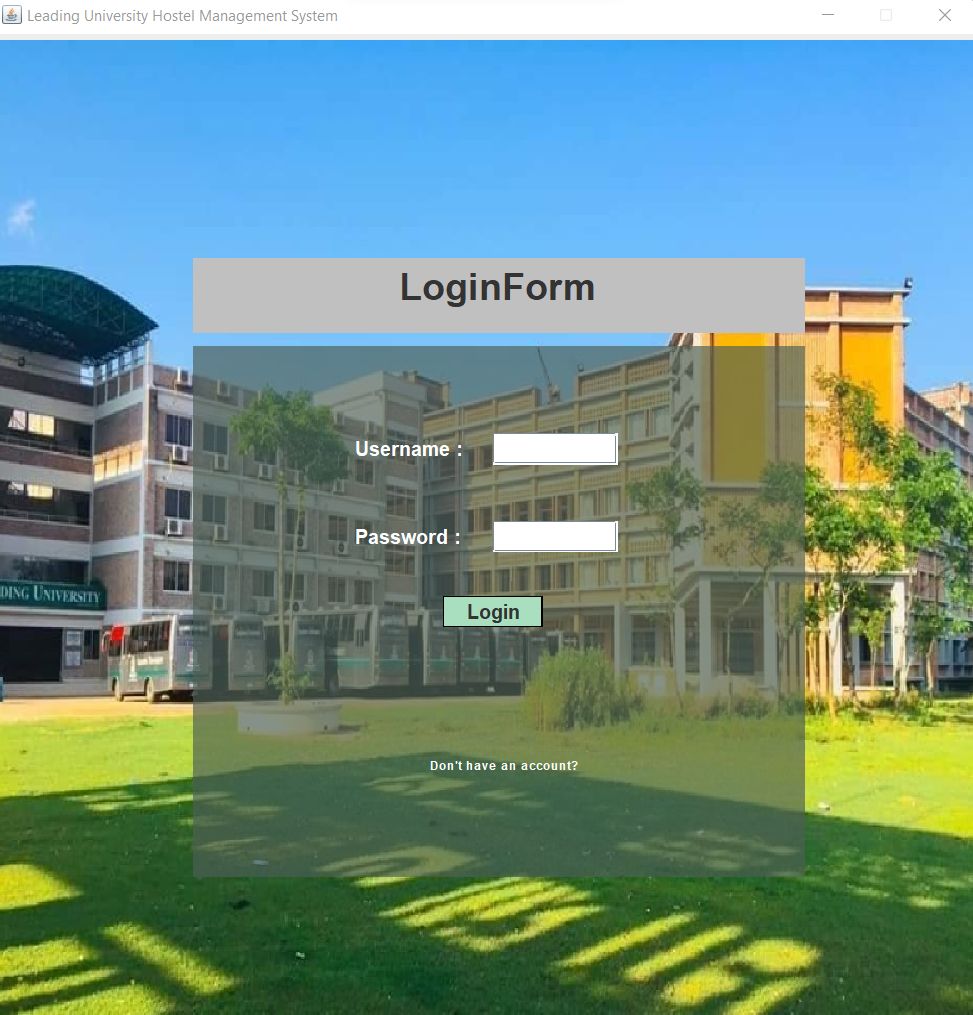 Leading University Hostel Management System
LoginForm
Username :
Password :
Login
DING UNIVERSITY
Don't have an account?